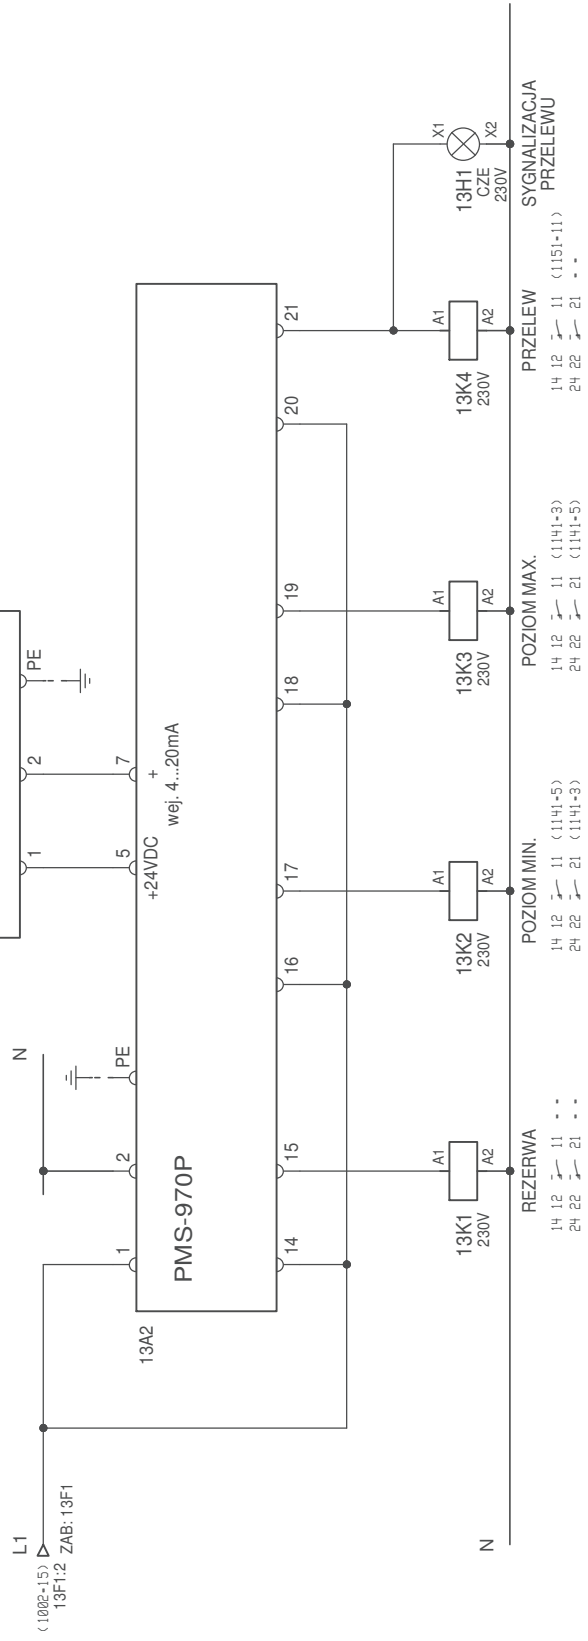 L1
(1002-15)
13F1:2
ZAB: 13F1
N
1
2
PE
1
2
PE
5
7
+24VDC
+
wej. 4...20mA
PMS-970P
13A2
14
15
16
17
18
19
20
21
A1
A2
13K1
230V
A1
A2
13K2
230V
A1
A2
13K3
230V
A1
A2
13K4
230V
X1
X2
13H1
CZE
230V
N
REZERWA
14 12 11 - -
24 22 21 - -
POZIOM MIN.
14 12 11 (1141-5)
24 22 21 (1141-3)
POZIOM MAX.
14 12 11 (1141-3)
24 22 21 (1141-5)
PRZELEW
14 12 11 (1151-11)
24 22 21 - -
SYGNALIZACJA
PRZELEWU